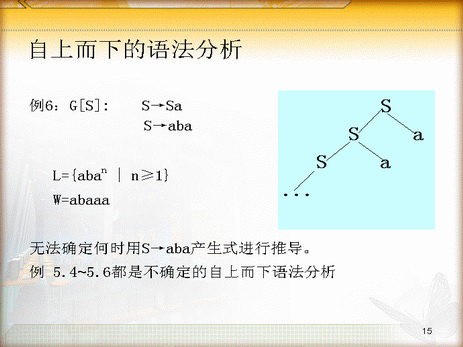 自上而下的语法分析
例6: G[S]: S→Sa
S→aba
L={abaⁿ | n≥1}
W=abaaa
S
S a
S a
...
无法确定何时用S→aba产生式进行推导。
例 5.4~5.6都是不确定的自上而下语法分析
15